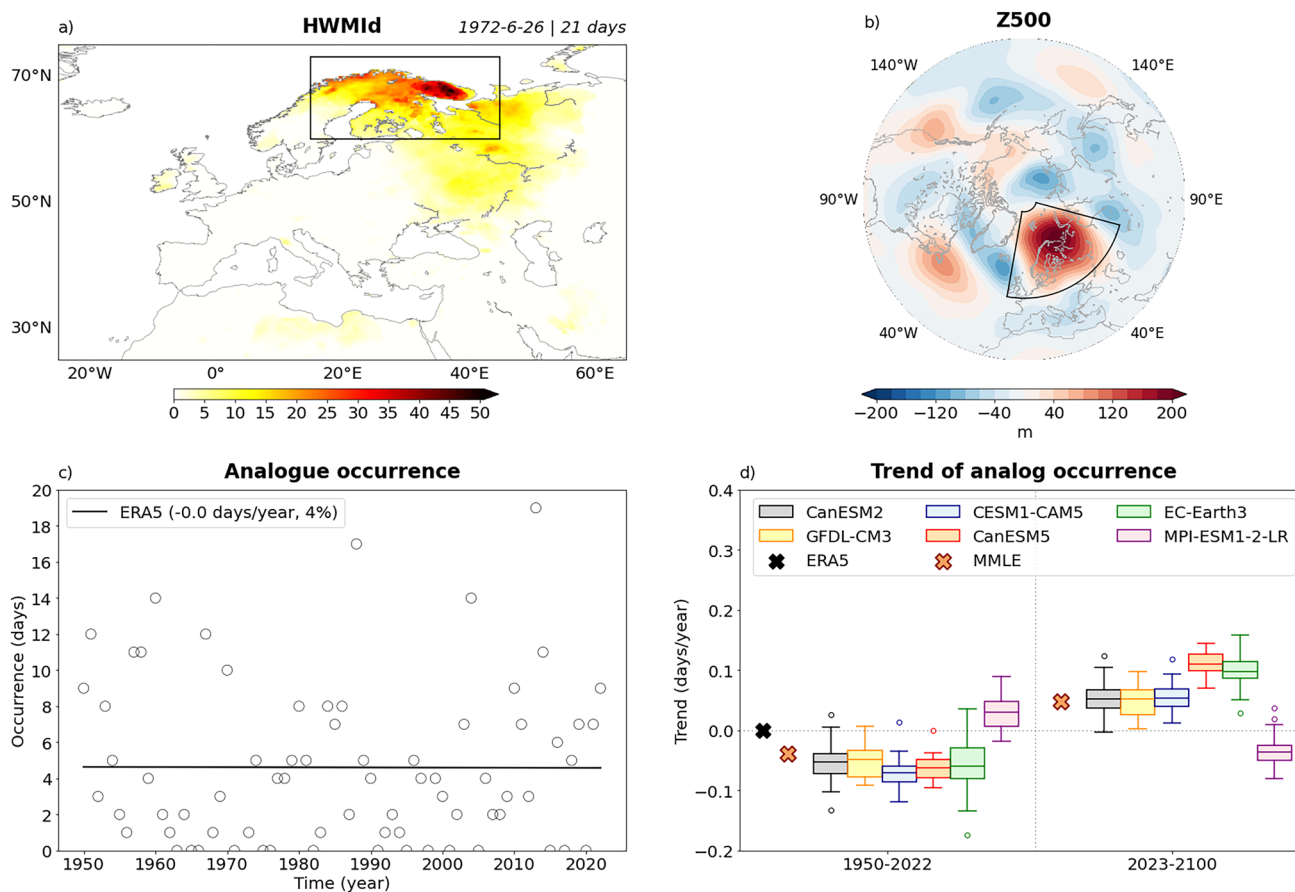 a) HWMId 1972-6-26 | 21 days
70°N
50°N
30°N
20°W 0° 20°E 40°E 60°E
0 5 10 15 20 25 30 35 40 45 50
b) Z500
140°W 140°E
90°W 90°E
40°W 40°E
−200 −120 −40 40 120 200
m
c) Analogue occurrence
ERA5 (-0.0 days/year, 4%)
Occurrence (days)
20
18
16
14
12
10
8
6
4
2
0
1950 1960 1970 1980 1990 2000 2010 2020
Time (year)
d) Trend of analog occurrence
CanESM2 CESM1-CAM5 EC-Earth3
GFDL-CM3 CanESM5 MPI-ESM1-2-LR
ERA5 MMLE
Trend (days/year)
0.4
0.3
0.2
0.1
0.0
−0.1
−0.2
1950-2022 2023-2100